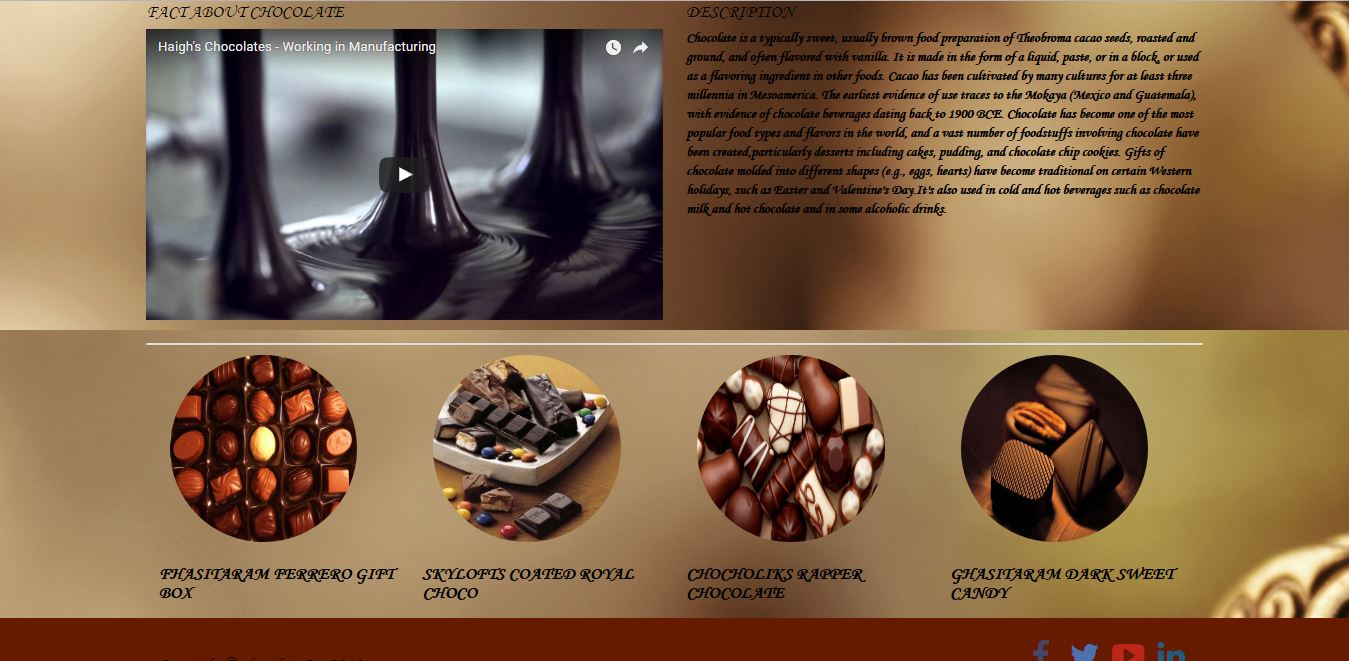 FACT ABOUT CHOCOLATE
Haigh's Chocolates - Working in Manufacturing
DESCRIPTION
Chocolate is a typically sweet, usually brown food preparation of Theobroma cacao seeds, roasted and
ground, and often flavored with vanilla. It is made in the form of a liquid, paste, or in a block, or used
as a flavoring ingredient in other foods. Cacao has been cultivated by many cultures for at least three
millennia in Mesoamerica. The earliest evidence of use traces to the Mokaya (Mexico and Guatemala),
with evidence of chocolate beverages dating back to 1900 BCE. Chocolate has become one of the most
popular food types and flavors in the world, and a vast number of foodstuffs involving chocolate have
been created,particularly desserts including cakes, pudding, and chocolate chip cookies. Gifts of
chocolate molded into different shapes (e.g., eggs, hearts) have become traditional on certain Western
holidays, such as Easter and Valentine's Day.It's also used in cold and hot beverages such as chocolate
milk and hot chocolate and in some alcoholic drinks.
FHASITARAM FERRERO GIFT
BOX
SKYLOFTS COATED ROYAL
CHOCO
CHOCHOLIKS RAPPER
CHOCOLATE
GHASITARAM DARK SWEET
CANDY